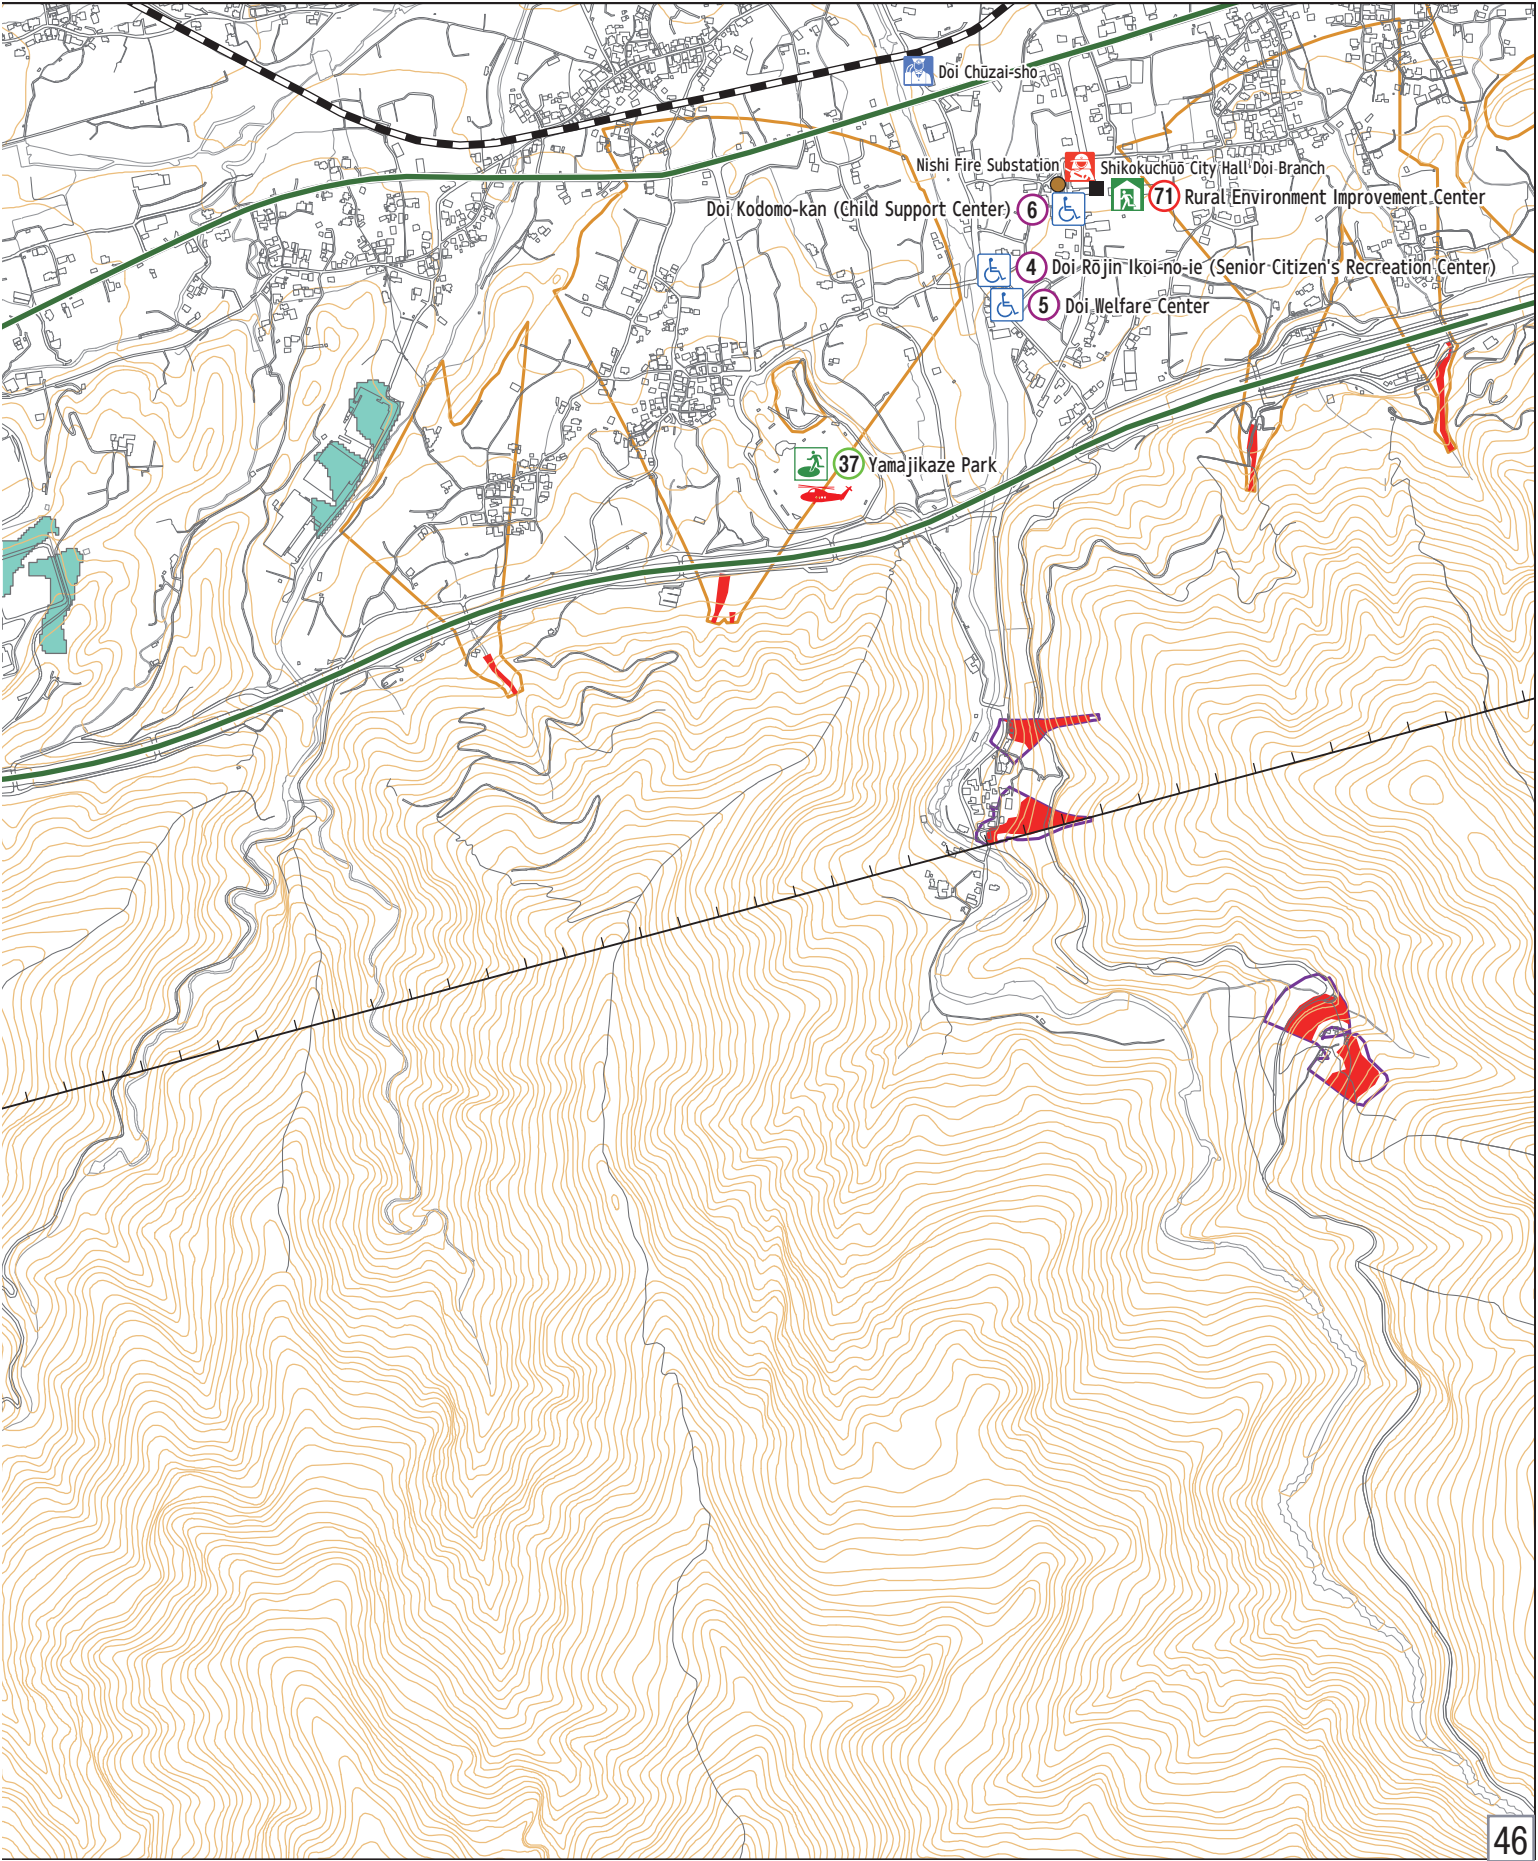 Doi Chūzai-sho
Nishi Fire Substation
Shikokuchūō City Hall Doi Branch
71 Rural Environment Improvement Center
Doi Kodomo-kan (Child Support Center) 6
4 Doi Rōjin Ikoi-no-ie (Senior Citizen's Recreation Center)
5 Doi Welfare Center
37 Yamajikaze Park
46